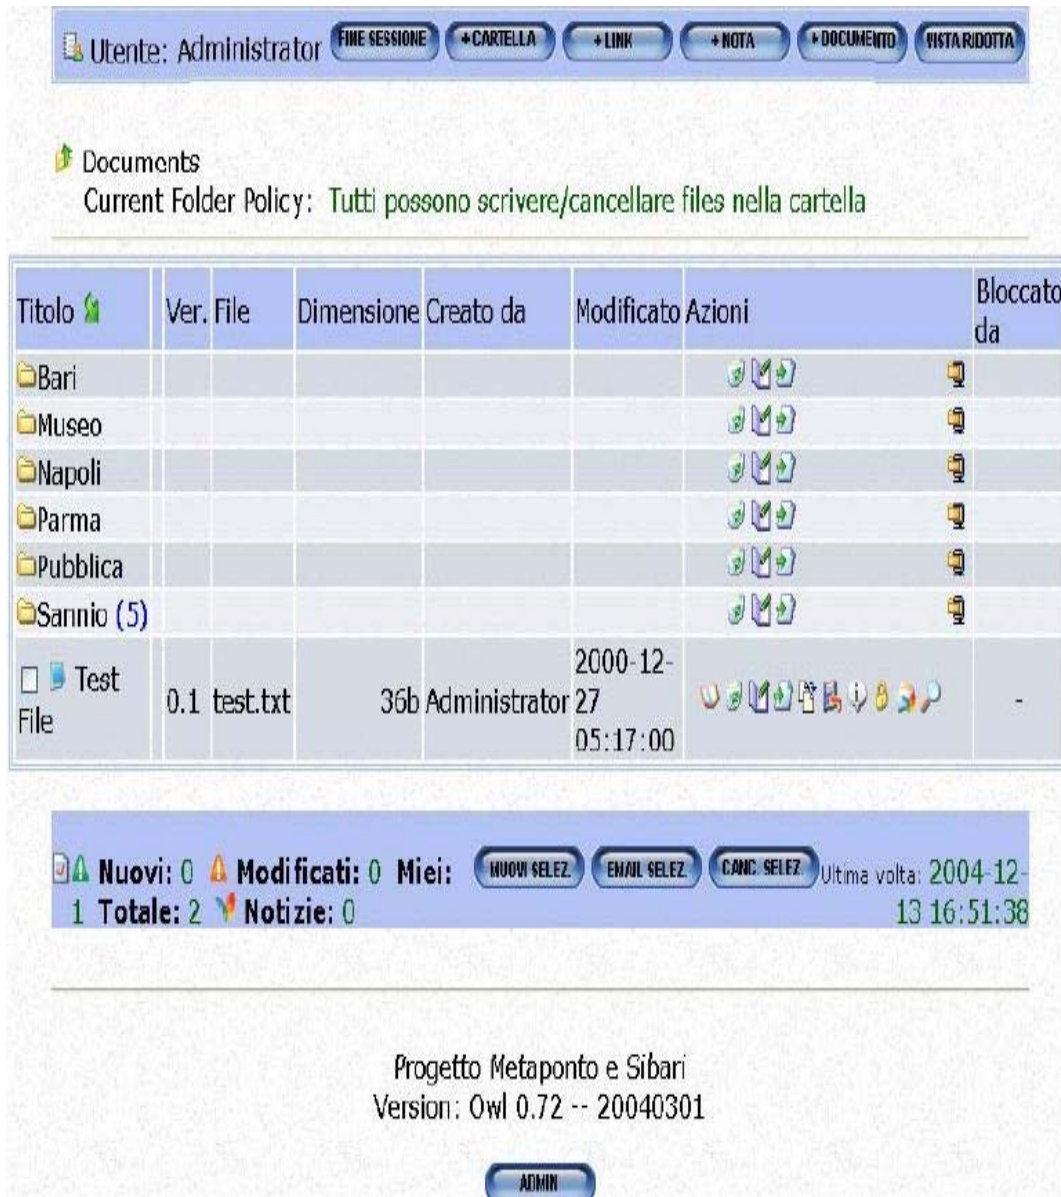 Utente: Administrator FINE SESSIONE +CARTELLA +LINK +NOTA +DOCUMENTO VISTA RIDOTTA
Documents
Current Folder Policy: Tutti possono scrivere/cancellare files nella cartella
Titolo Ver. File Dimensione Creato da Modificato Azioni Bloccato da
Bari
Museo
Napoli
Parma
Pubblica
Sannio (5)
Test File 0.1 test.txt 36b Administrator 2000-12-27 05:17:00 -
Nuovi: 0 Modificati: 0 Miei: 1 Totale: 2 Notizie: 0
MUOVI SELEZ. EMAIL SELEZ. CANC. SELEZ.
Ultima volta: 2004-12-13 16:51:38
Progetto Metaponto e Sibari
Version: Owl 0.72 -- 20040301
ADMIN